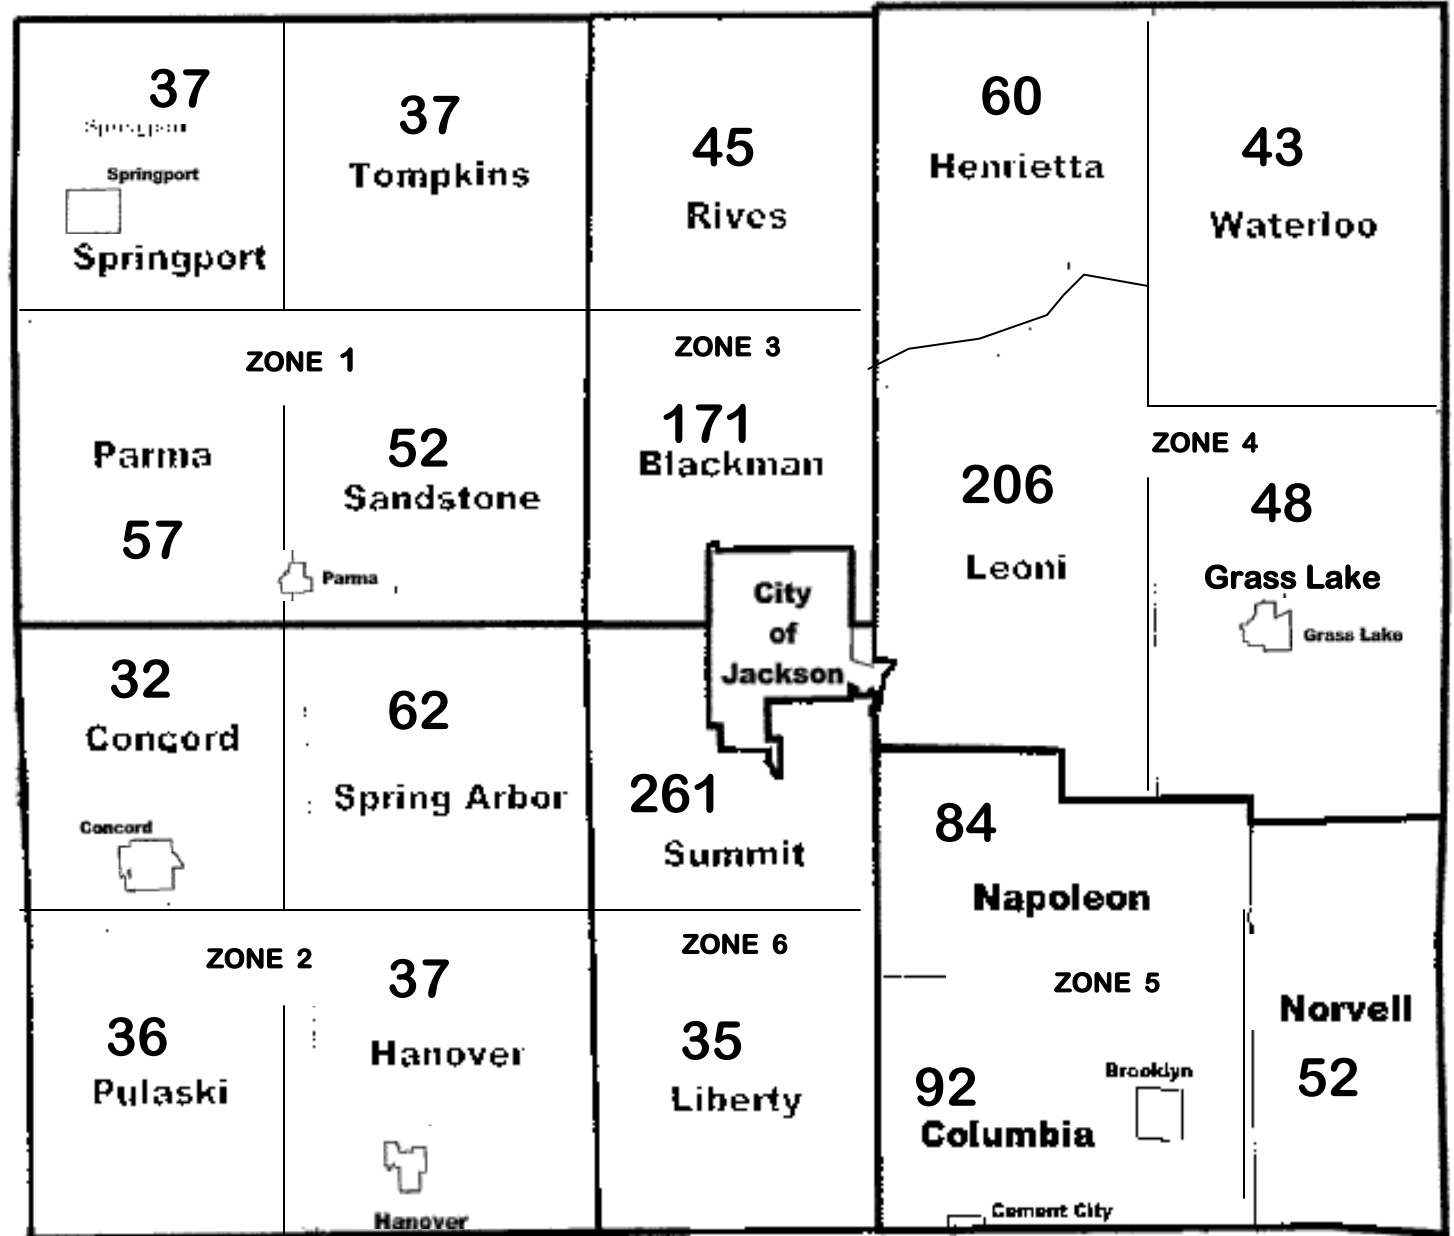 37
Springport
Springport
Springport
37
Tompkins
45
Rives
60
Henrietta
43
Waterloo
ZONE 1
Parma
57
52
Sandstone
Parma
ZONE 3
171
Blackman
City
of
Jackson
206
Leoni
ZONE 4
48
Grass Lake
Grass Lake
32
Concord
Concord
62
Spring Arbor
261
Summit
84
Napoleon
ZONE 2
36
Pulaski
37
Hanover
Hanover
ZONE 6
35
Liberty
ZONE 5
92
Columbia
Brooklyn
Cement City
Norvell
52